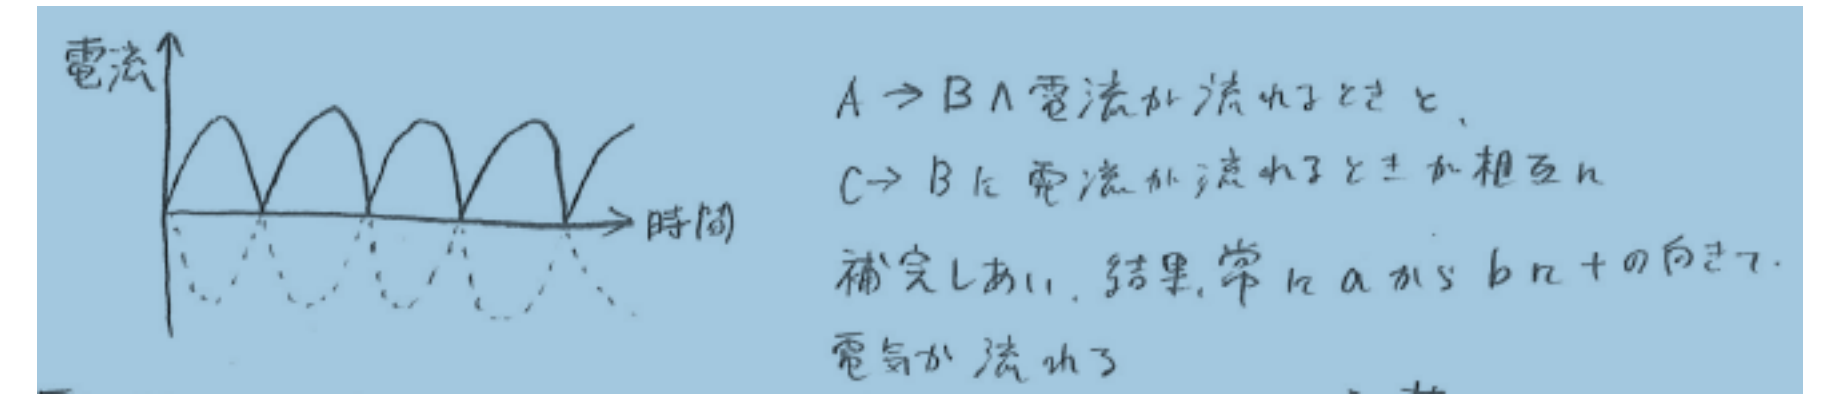 電流
時間
A→Bへ電流が流れるときと、
C→Bに電流が流れるときが相互に
補完しあい、結果、常にaからbに+の向きで
電気が流れる